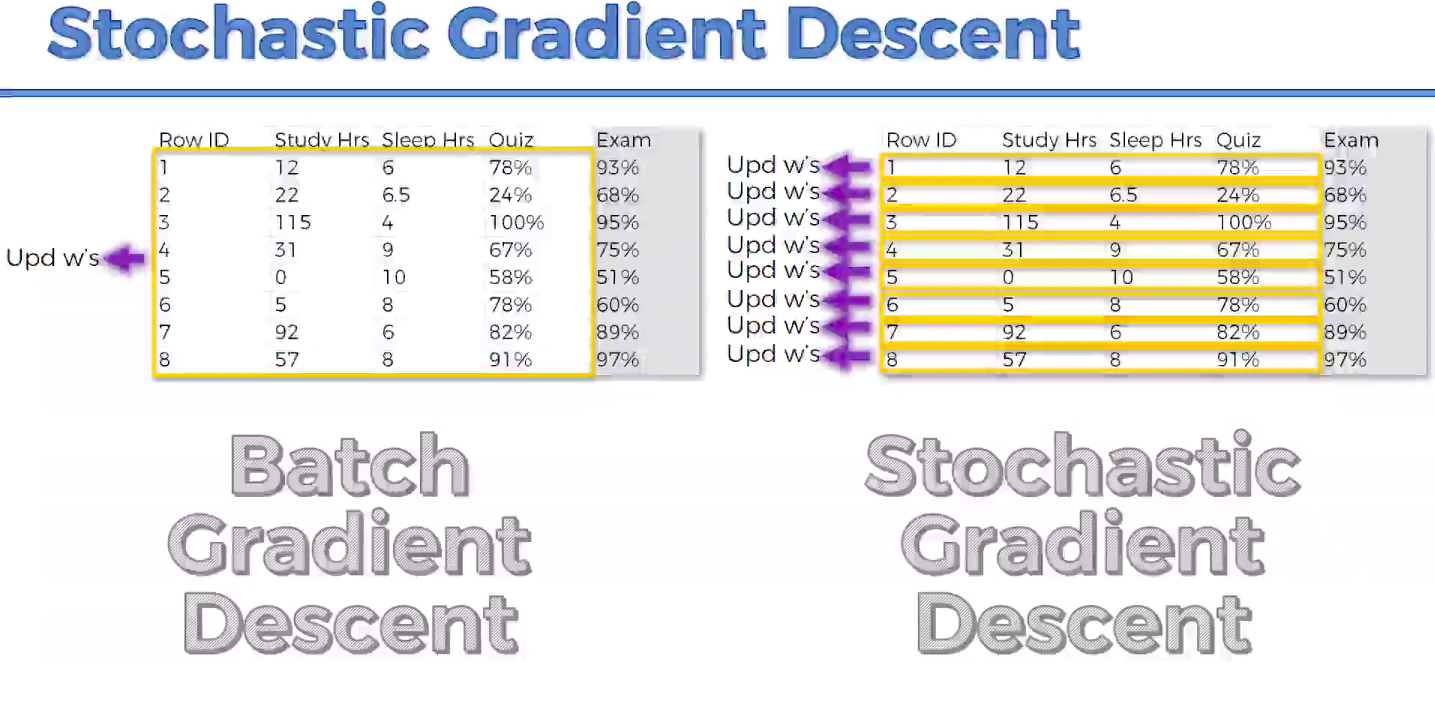 Stochastic Gradient Descent
Row ID Study Hrs Sleep Hrs Quiz Exam
1 12 6 78% 93%
2 22 6.5 24% 68%
3 115 4 100% 95%
4 31 9 67% 75%
Upd w's
5 0 10 58% 51%
6 5 8 78% 60%
7 92 6 82% 89%
8 57 8 91% 97%
Row ID Study Hrs Sleep Hrs Quiz Exam
Upd w's 1 12 6 78% 93%
Upd w's 2 22 6.5 24% 68%
Upd w's 3 115 4 100% 95%
Upd w's 4 31 9 67% 75%
Upd w's 5 0 10 58% 51%
Upd w's 6 5 8 78% 60%
Upd w's 7 92 6 82% 89%
Upd w's 8 57 8 91% 97%
Batch
Gradient
Descent
Stochastic
Gradient
Descent